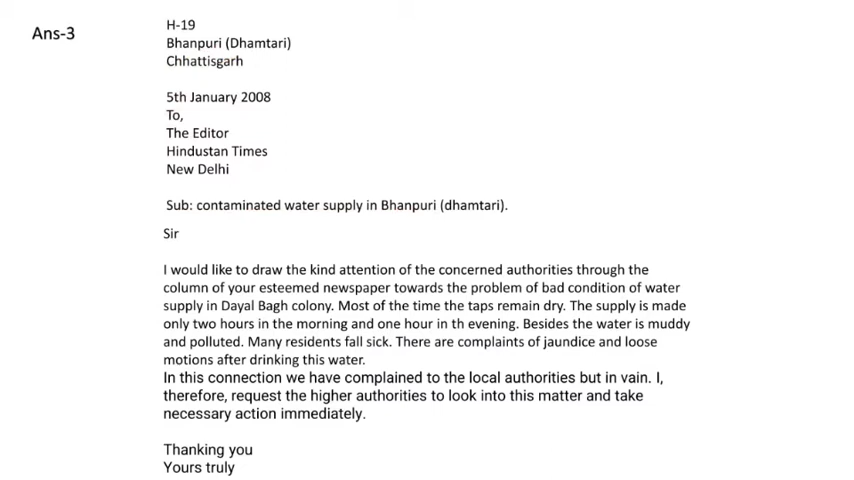 Ans-3
H-19
Bhanpuri (Dhamtari)
Chhattisgarh
5th January 2008
To,
The Editor
Hindustan Times
New Delhi
Sub: contaminated water supply in Bhanpuri (dhamtari).
Sir
I would like to draw the kind attention of the concerned authorities through the
column of your esteemed newspaper towards the problem of bad condition of water
supply in Dayal Bagh colony. Most of the time the taps remain dry. The supply is made
only two hours in the morning and one hour in th evening. Besides the water is muddy
and polluted. Many residents fall sick. There are complaints of jaundice and loose
motions after drinking this water.
In this connection we have complained to the local authorities but in vain. I,
therefore, request the higher authorities to look into this matter and take
necessary action immediately.
Thanking you
Yours truly